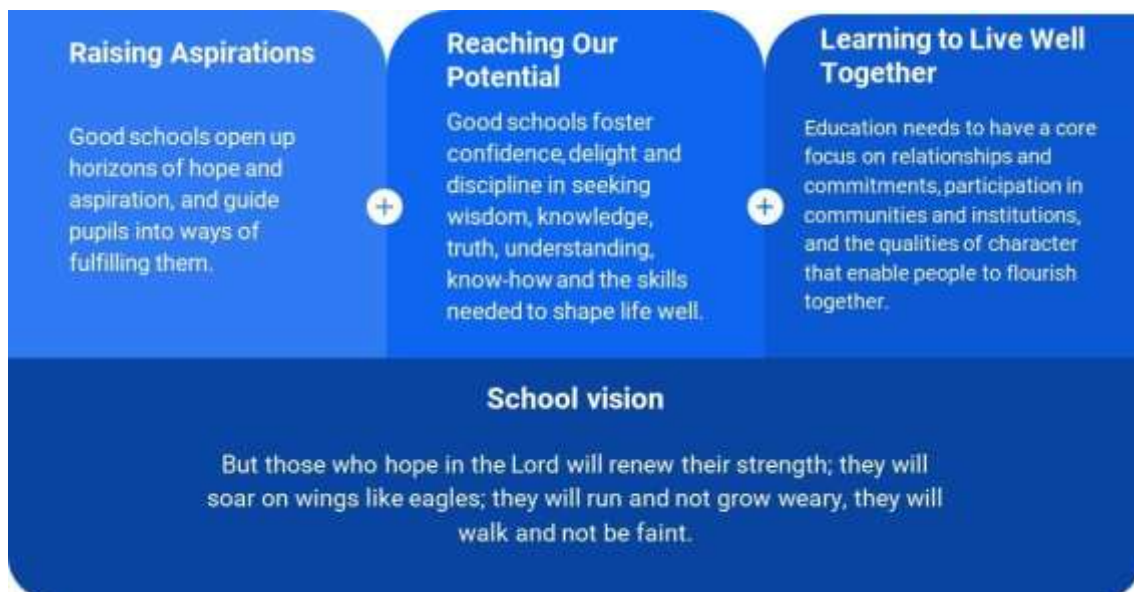 Raising Aspirations
Good schools open up
horizons of hope and
aspiration, and guide
pupils into ways of
fulfilling them.
+
Reaching Our
Potential
Good schools foster
confidence, delight and
discipline in seeking
wisdom, knowledge,
truth, understanding,
know-how and the skills
needed to shape life well.
+
Learning to Live Well
Together
Education needs to have a core
focus on relationships and
commitments, participation in
communities and institutions,
and the qualities of character
that enable people to flourish
together.
School vision
But those who hope in the Lord will renew their strength; they will
soar on wings like eagles; they will run and not grow weary, they will
walk and not be faint.